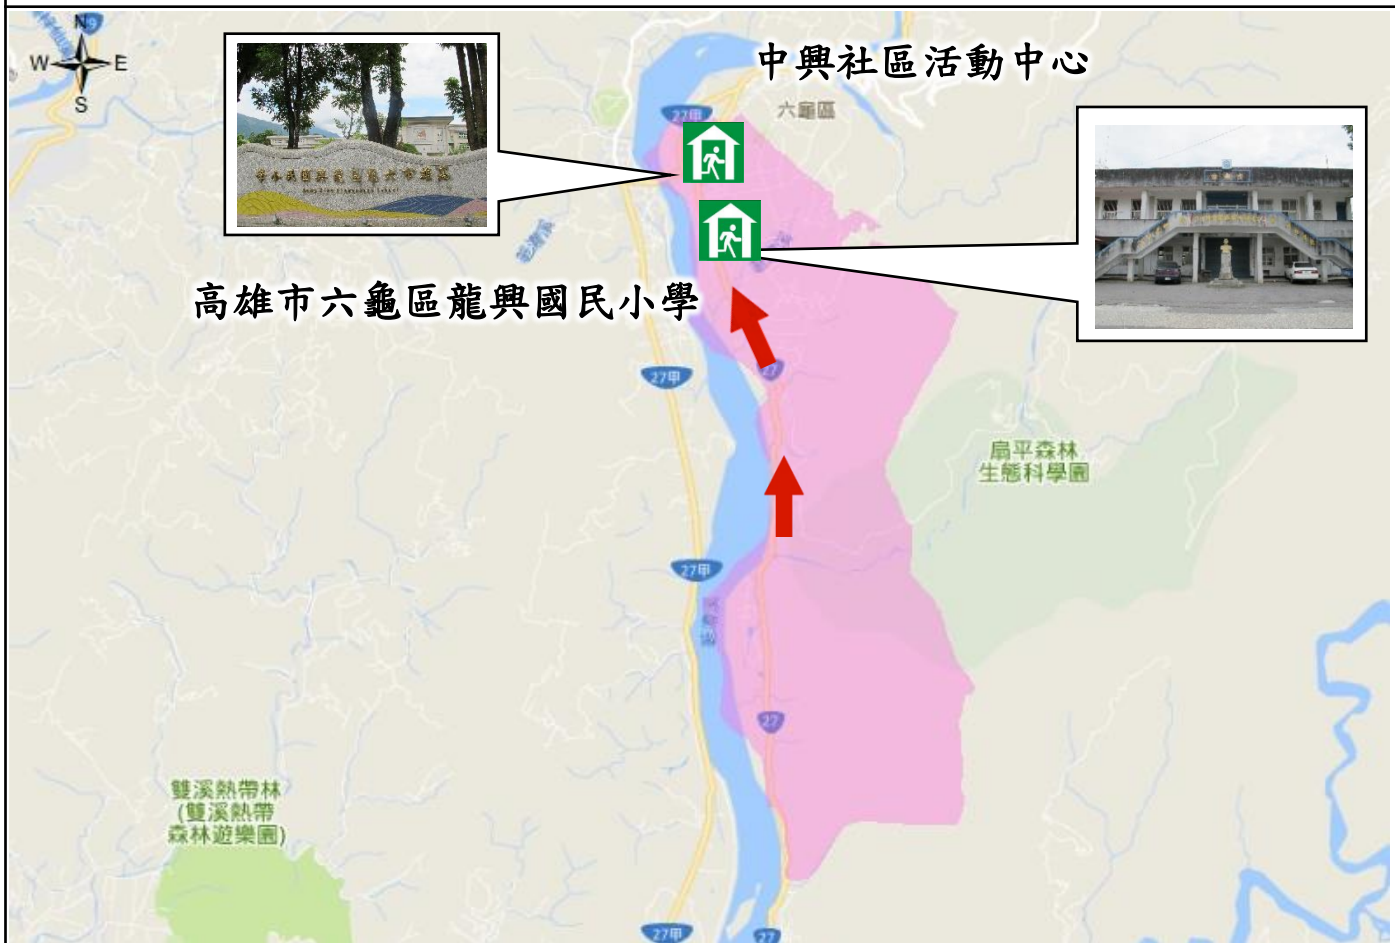 N
W
E
S
中興社區活動中心
27甲
六龜區
高雄市六龜區龍興國民小學
27甲
27
扇平森林
生態科學園
27甲
27
雙溪熱帶林
(雙溪熱帶
森林遊樂園)
27甲
27